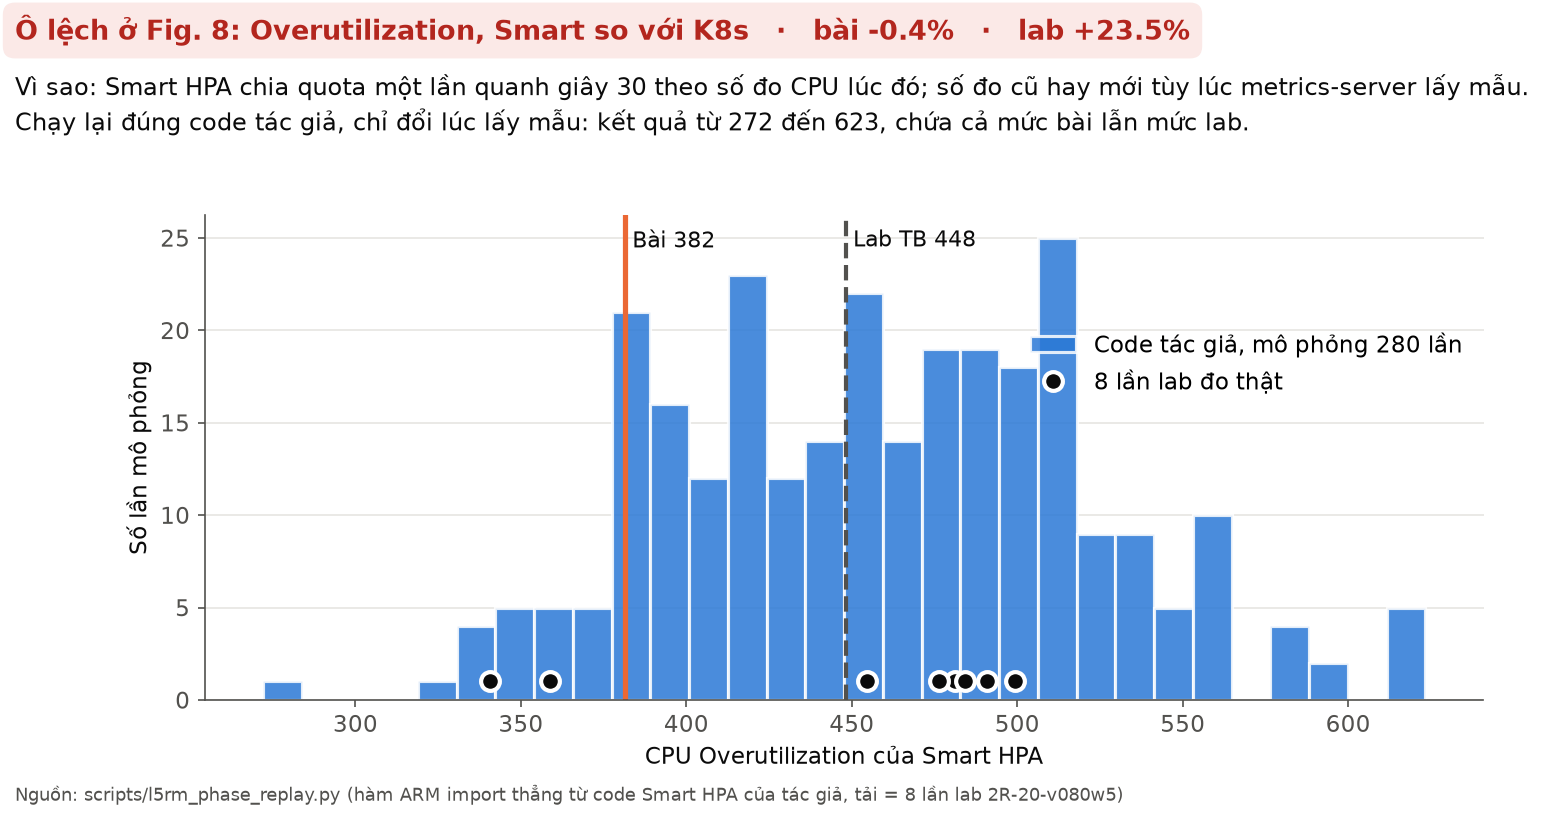 Ô lệch ở Fig. 8: Overutilization, Smart so với K8s · bài -0.4% · lab +23.5%
Vì sao: Smart HPA chia quota một lần quanh giây 30 theo số đo CPU lúc đó; số đo cũ hay mới tùy lúc metrics-server lấy mẫu.
Chạy lại đúng code tác giả, chỉ đổi lúc lấy mẫu: kết quả từ 272 đến 623, chứa cả mức bài lẫn mức lab.
Bài 382
Lab TB 448
Code tác giả, mô phỏng 280 lần
8 lần lab đo thật
Số lần mô phỏng
25
20
15
10
5
0
300 350 400 450 500 550 600
CPU Overutilization của Smart HPA
Nguồn: scripts/l5rm_phase_replay.py (hàm ARM import thẳng từ code Smart HPA của tác giả, tải = 8 lần lab 2R-20-v080w5)